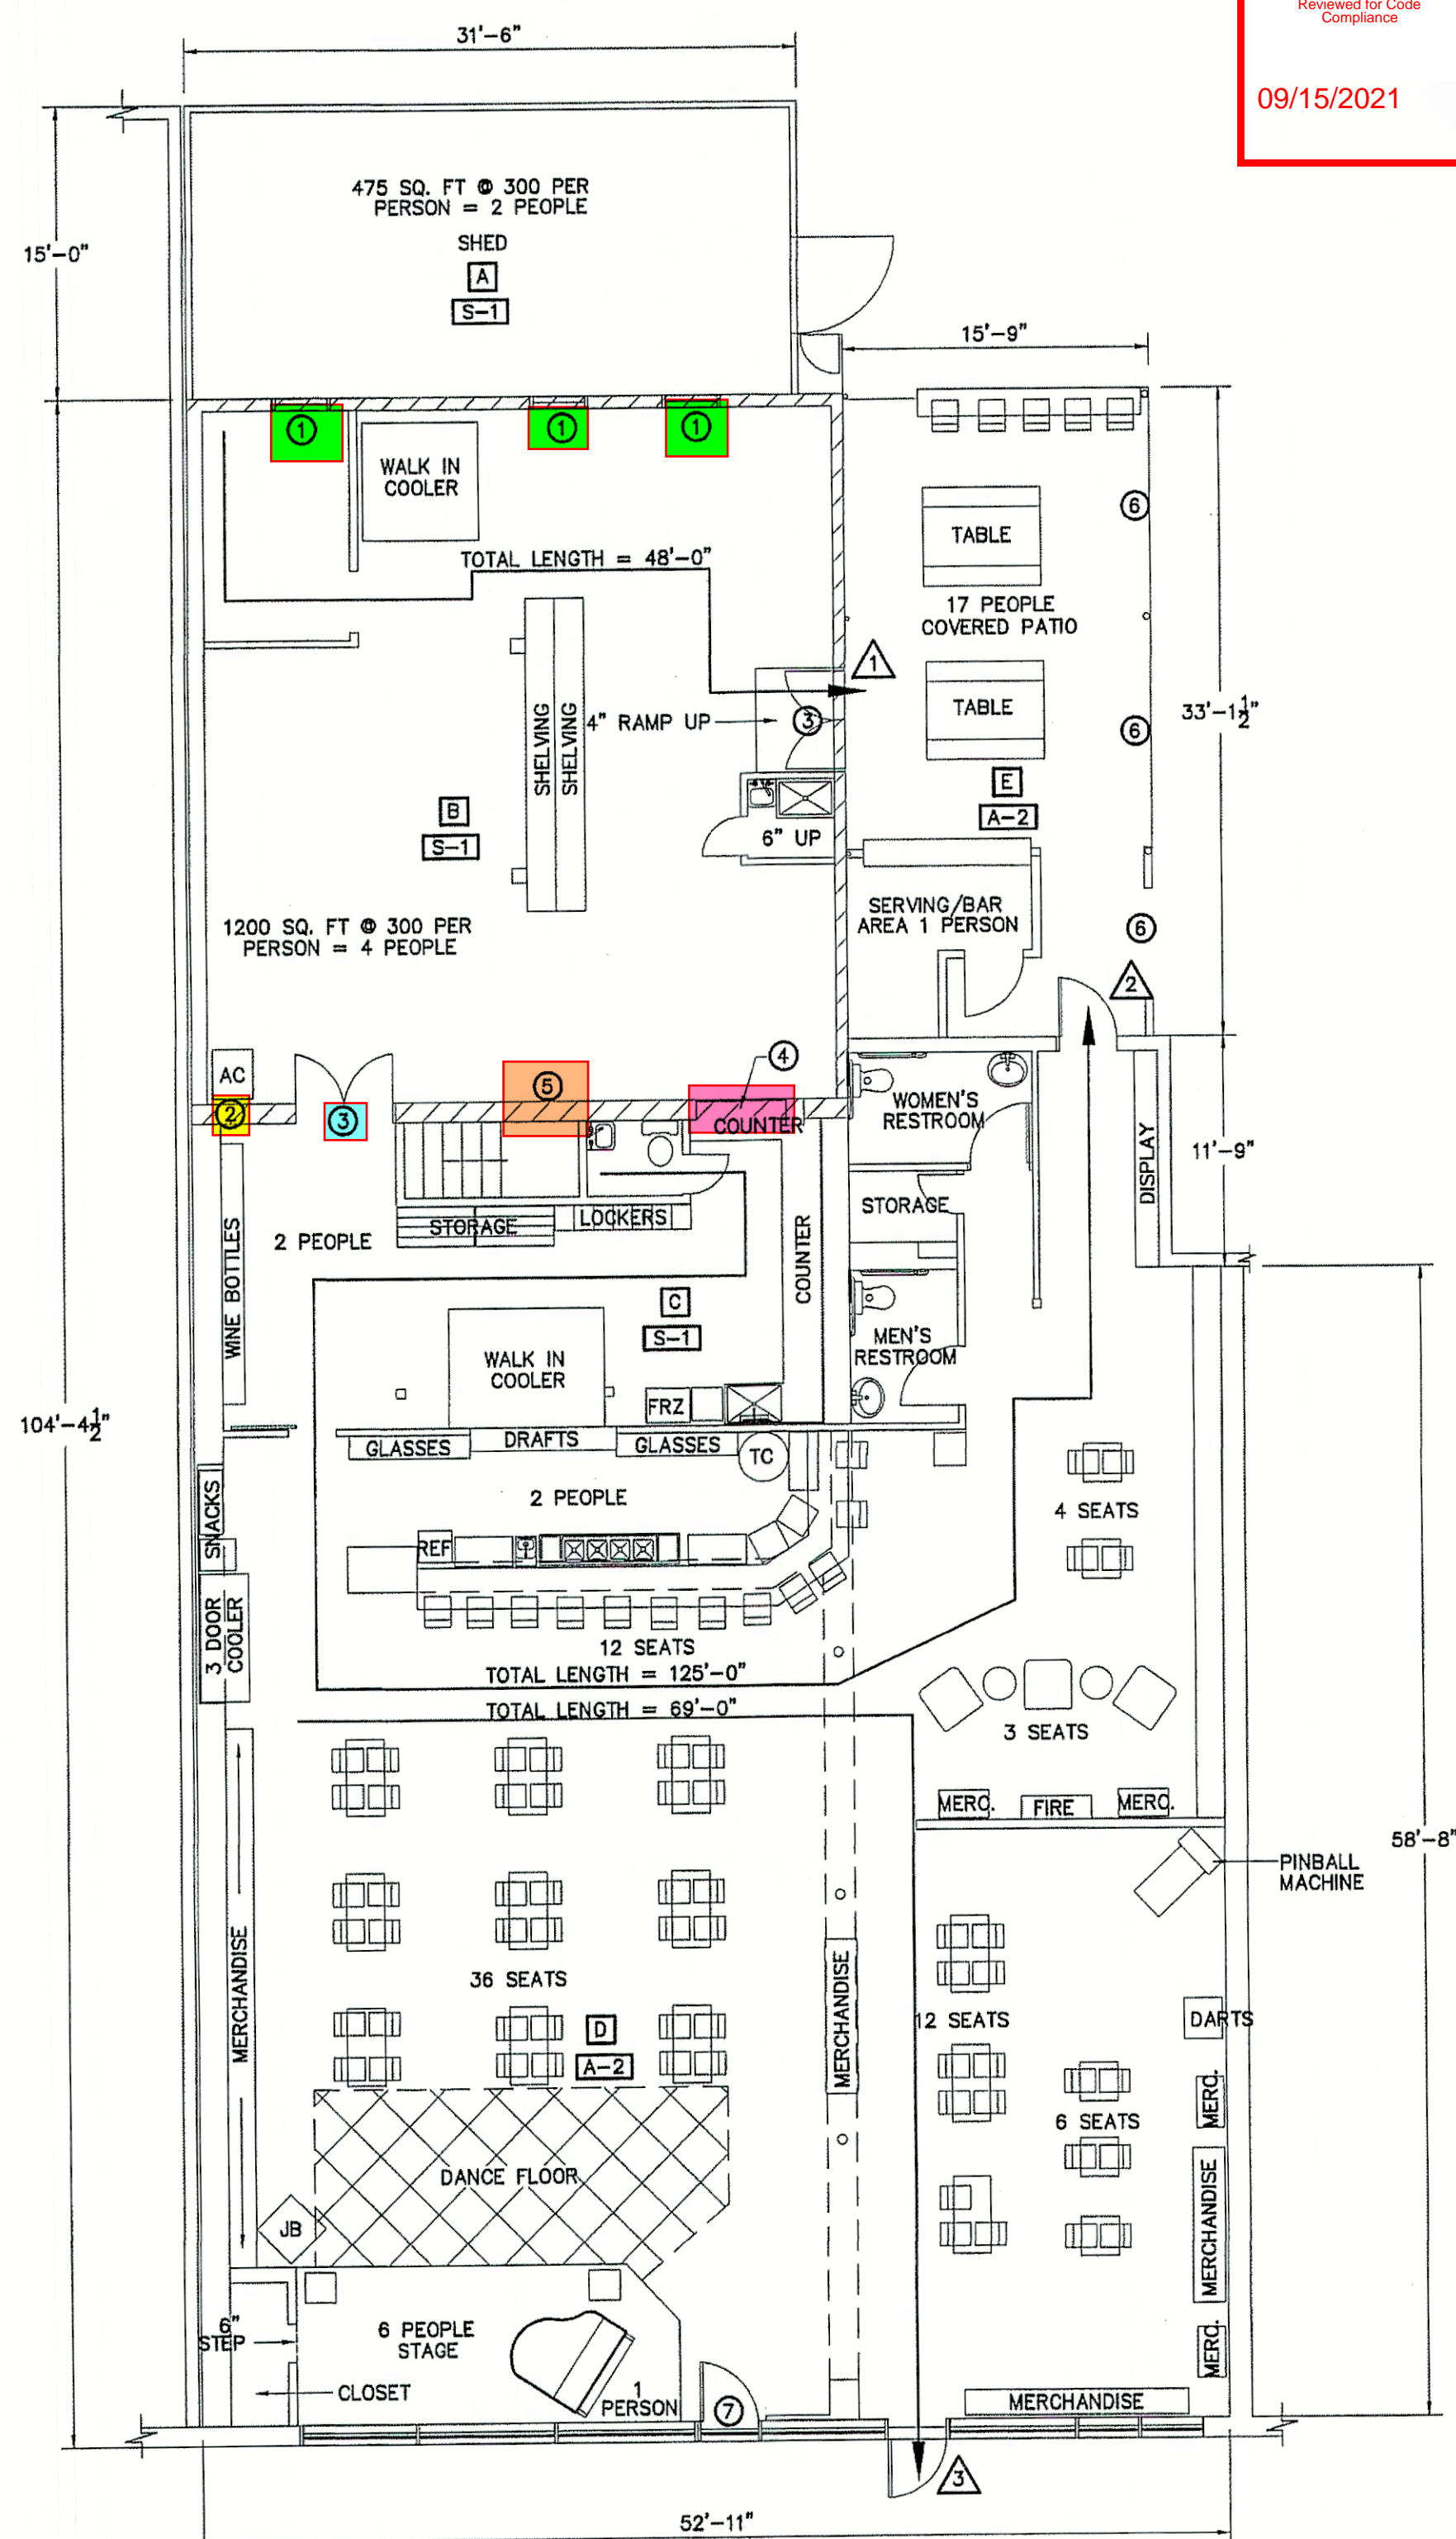 Reviewed for Code
Compliance
09/15/2021
31'-6"
475 SQ. FT @ 300 PER
PERSON = 2 PEOPLE
SHED
A
S-1
15'-0"
15'-9"
1
1
1
WALK IN
COOLER
TOTAL LENGTH = 48'-0"
TABLE
6
17 PEOPLE
COVERED PATIO
1
SHELVING
SHELVING
4" RAMP UP
3
TABLE
6
33'-1 1/2"
E
A-2
B
S-1
6" UP
SERVING/BAR
AREA 1 PERSON
6
1200 SQ. FT @ 300 PER
PERSON = 4 PEOPLE
2
AC
2
3
5
4
COUNTER
WOMEN'S
RESTROOM
DISPLAY
11'-9"
STORAGE
LOCKERS
STORAGE
2 PEOPLE
WINE BOTTLES
COUNTER
C
S-1
MEN'S
RESTROOM
WALK IN
COOLER
FRZ
104'-4 1/2"
GLASSES
DRAFTS
GLASSES
TC
SNACKS
2 PEOPLE
4 SEATS
REF
3 DOOR
COOLER
12 SEATS
TOTAL LENGTH = 125'-0"
TOTAL LENGTH = 69'-0"
3 SEATS
MERC.
FIRE
MERC.
58'-8"
PINBALL
MACHINE
MERCHANDISE
36 SEATS
MERCHANDISE
12 SEATS
DARTS
D
A-2
MERC.
6 SEATS
DANCE FLOOR
MERCHANDISE
JB
6"
STEP
6 PEOPLE
STAGE
MERC.
CLOSET
1
PERSON
7
MERCHANDISE
3
52'-11"